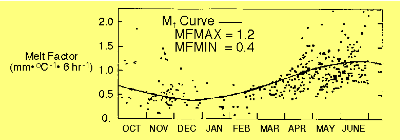 M₁ Curve
MFMAX = 1.2
MFMIN = 0.4
Melt Factor
(mm•°C⁻¹• 6 hr⁻¹)
2.0
1.5
1.0
0.5
0.
OCT NOV DEC JAN FEB MAR APR MAY JUNE